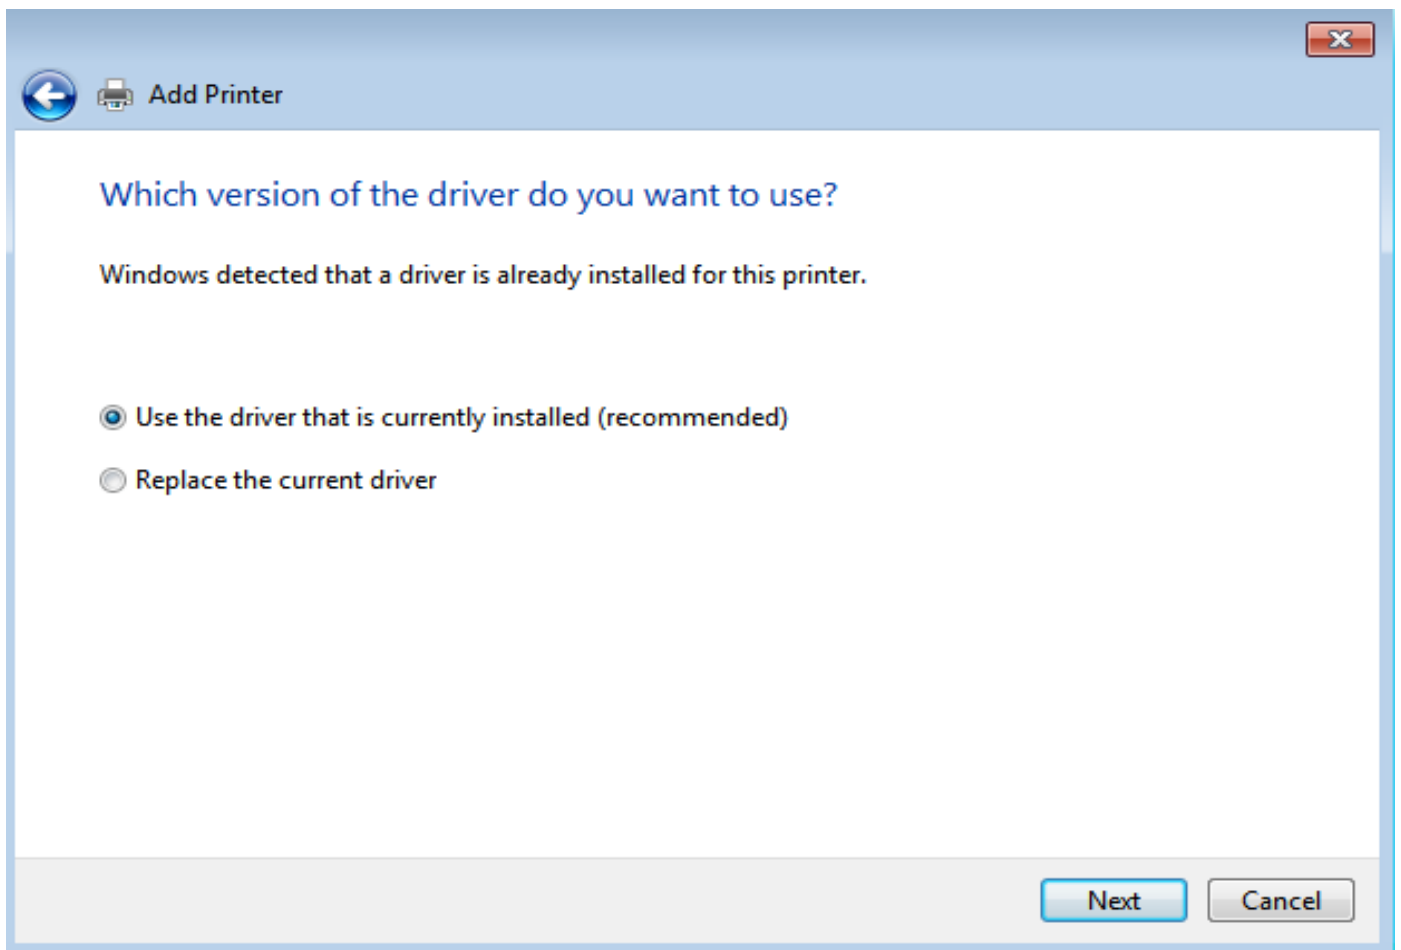 Add Printer
Which version of the driver do you want to use?
Windows detected that a driver is already installed for this printer.
Use the driver that is currently installed (recommended)
Replace the current driver
Next
Cancel